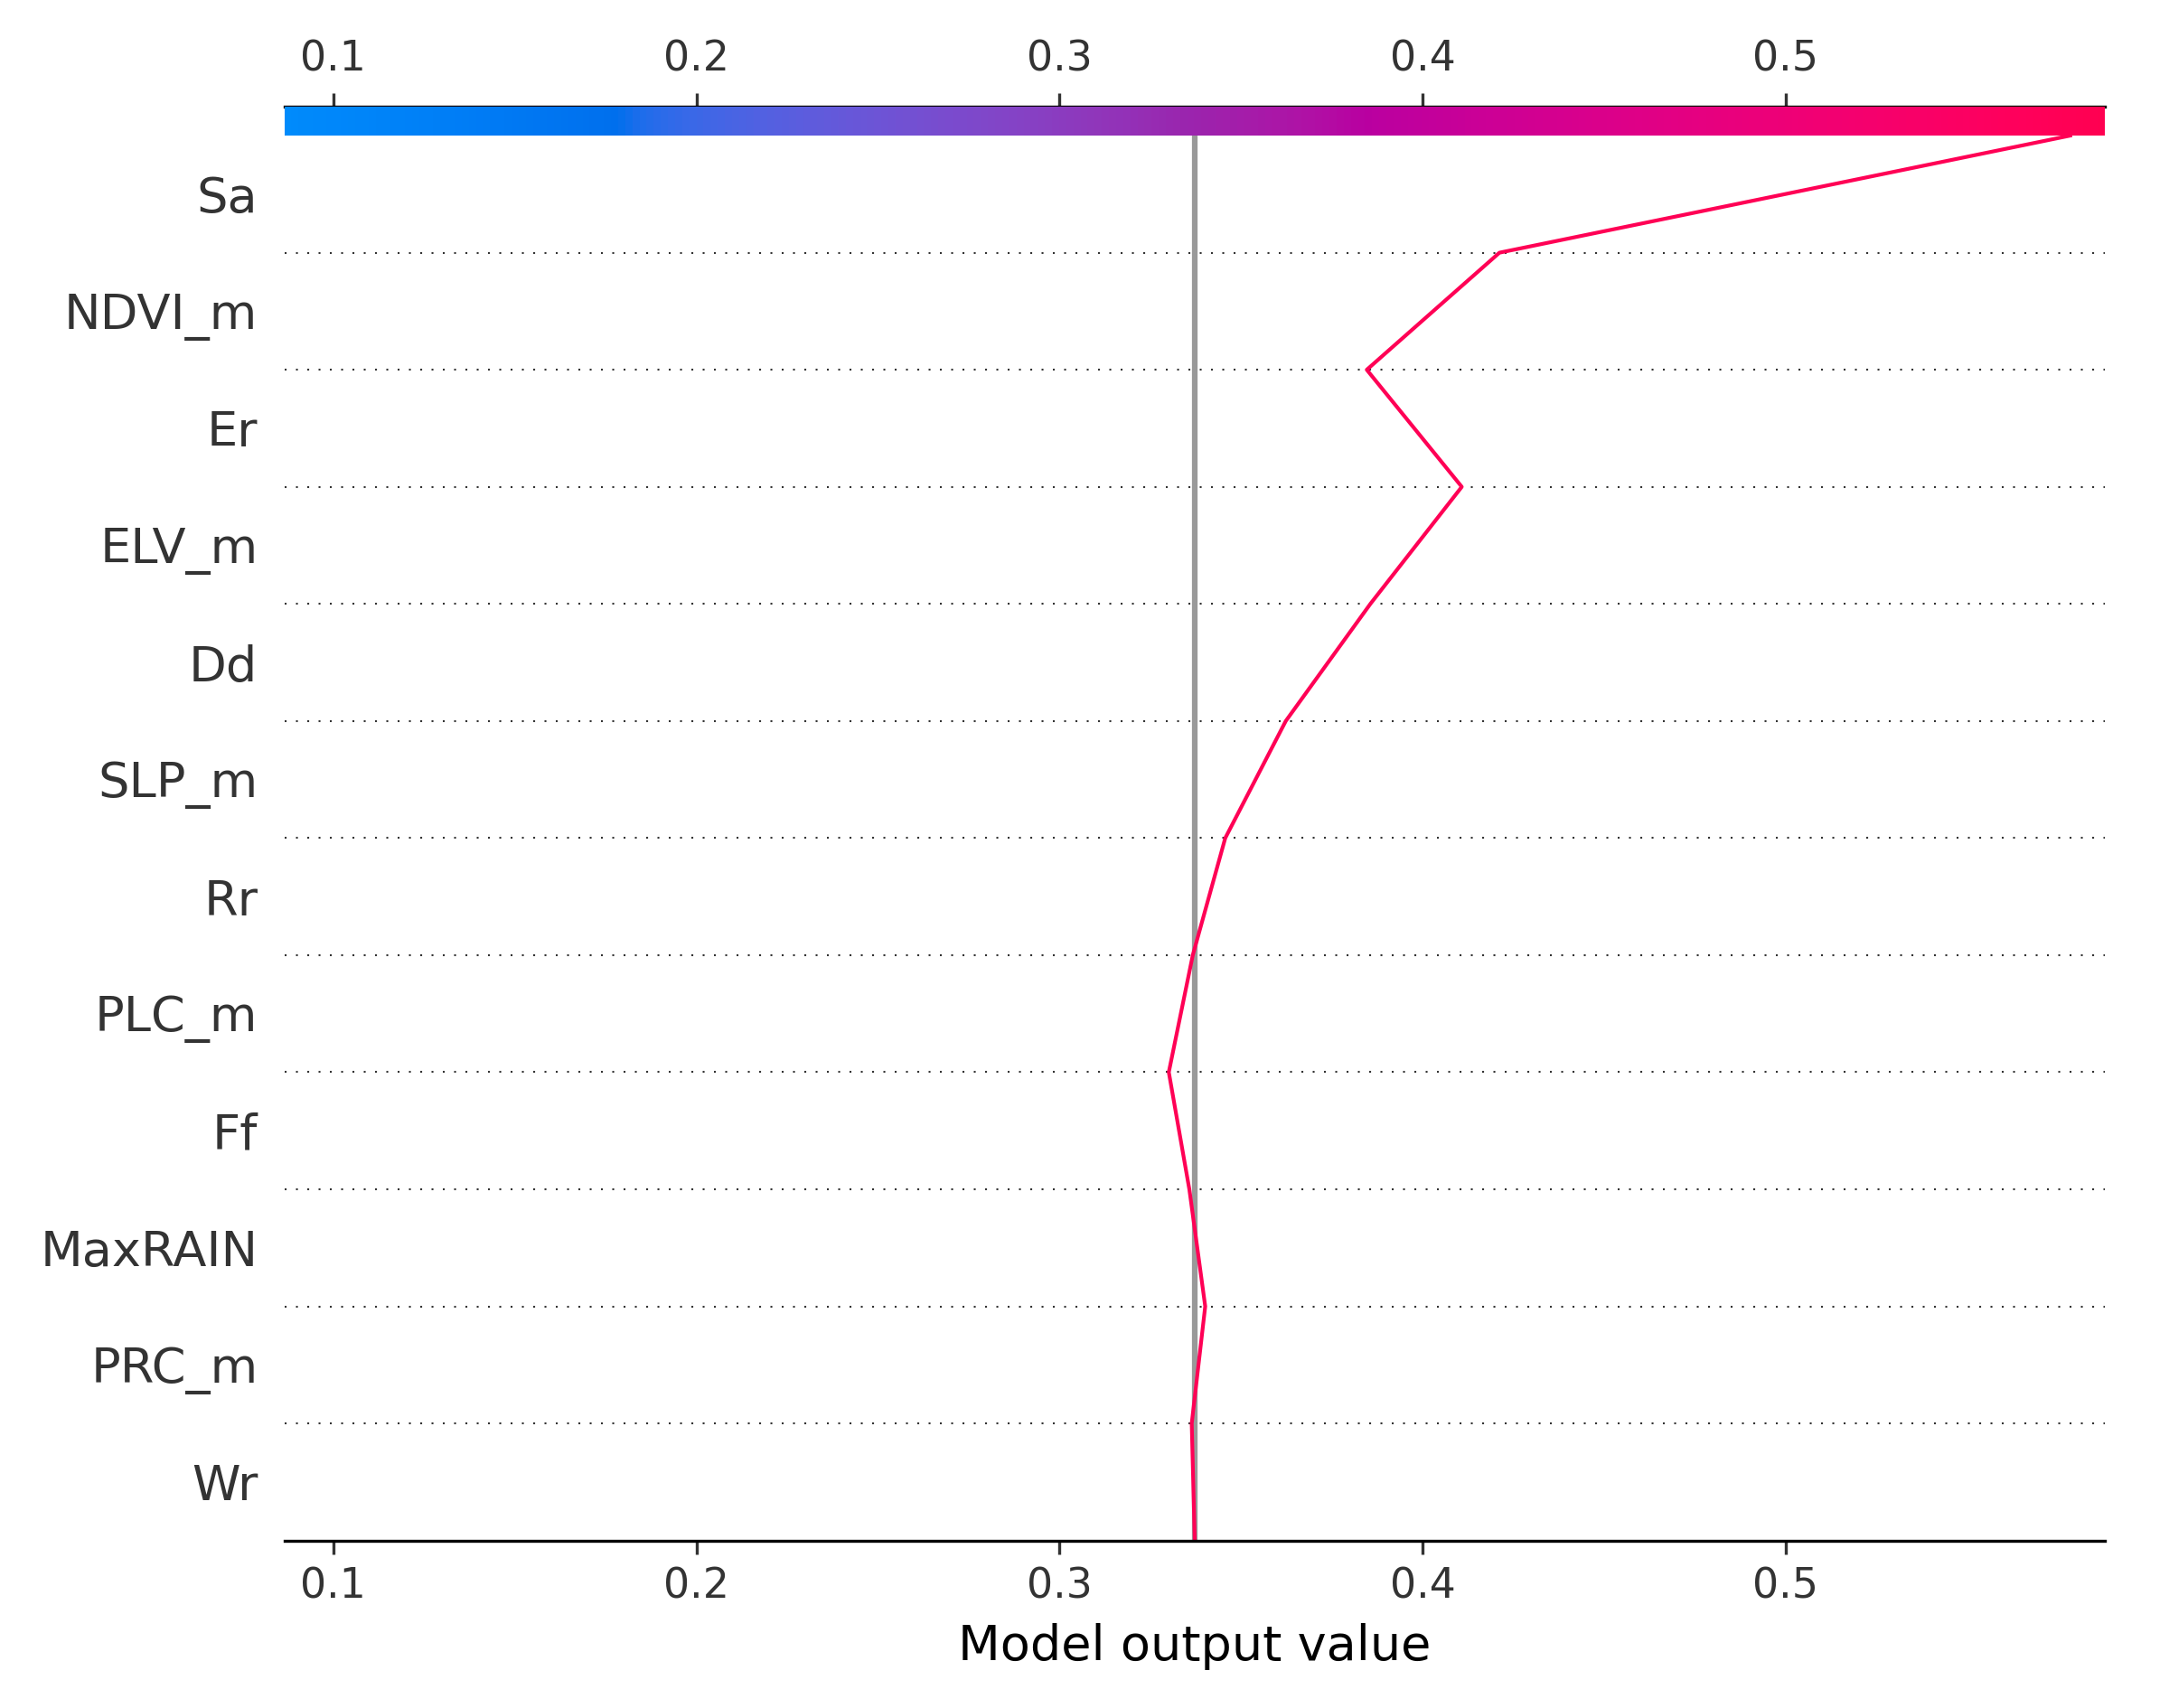 0.1 0.2 0.3 0.4 0.5
Sa
NDVI_m
Er
ELV_m
Dd
SLP_m
Rr
PLC_m
Ff
MaxRAIN
PRC_m
Wr
0.1 0.2 0.3 0.4 0.5
Model output value